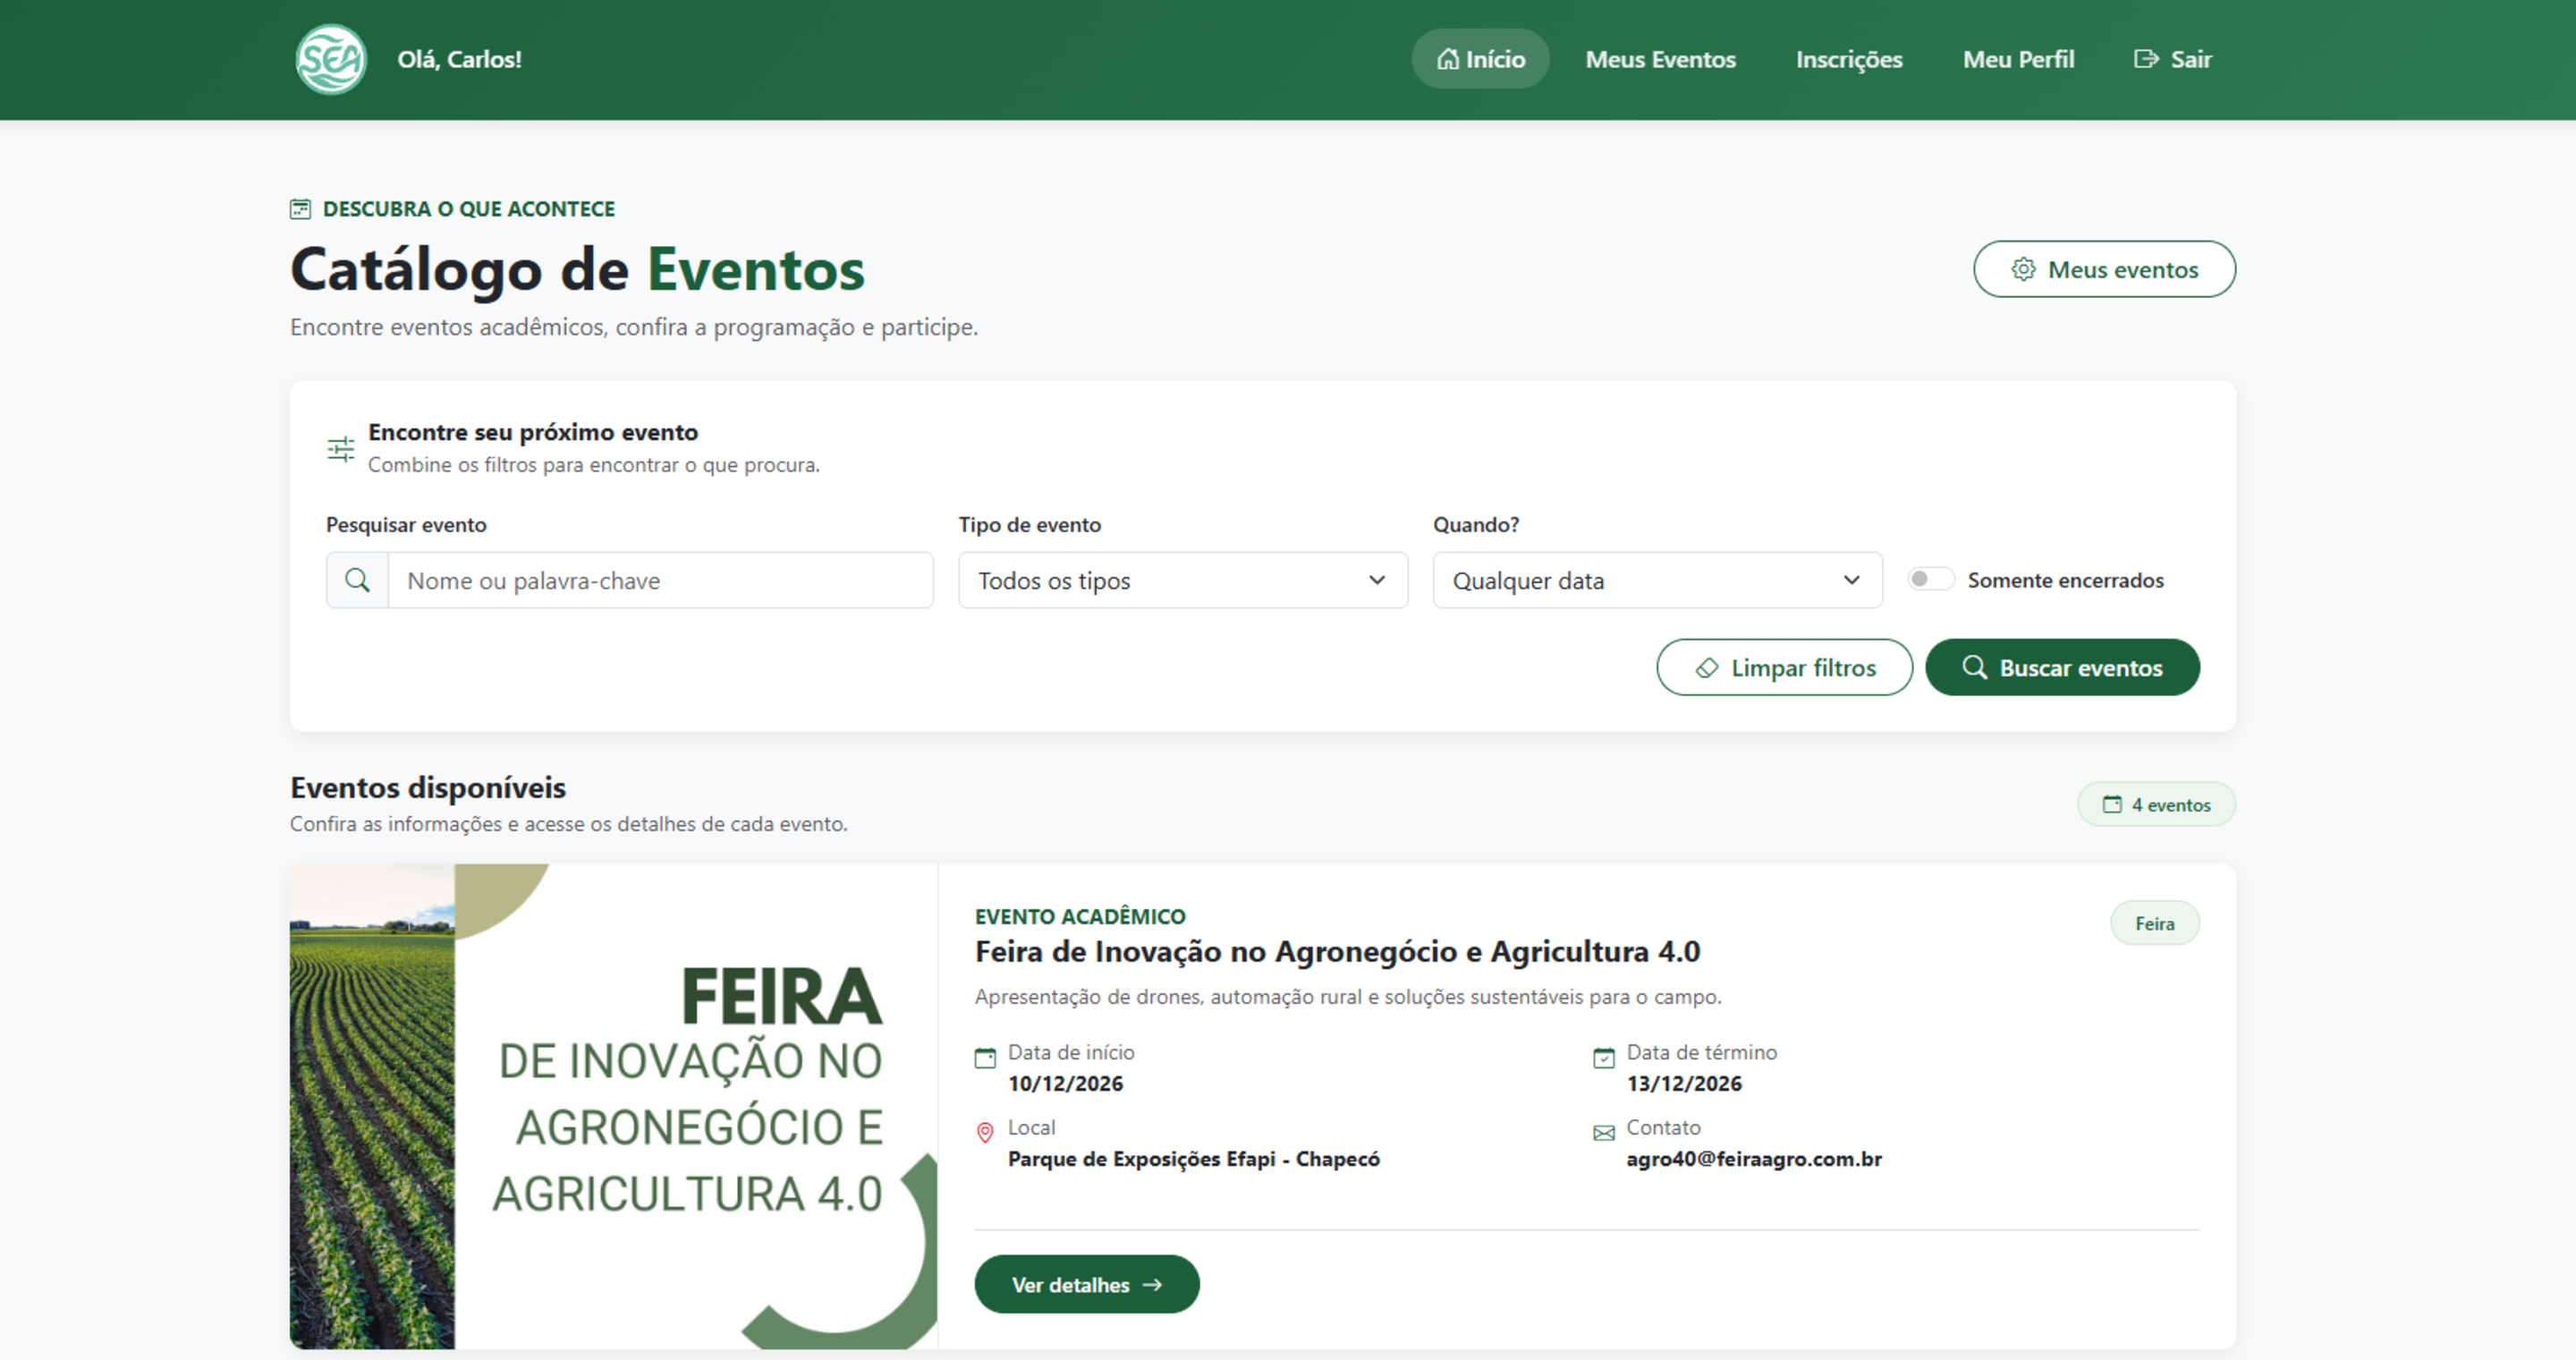 SEA
Olá, Carlos!
Início
Meus Eventos
Inscrições
Meu Perfil
Sair
DESCUBRA O QUE ACONTECE
Catálogo de Eventos
Encontre eventos acadêmicos, confira a programação e participe.
Meus eventos
Encontre seu próximo evento
Combine os filtros para encontrar o que procura.
Pesquisar evento
Nome ou palavra-chave
Tipo de evento
Todos os tipos
Quando?
Qualquer data
Somente encerrados
Limpar filtros
Buscar eventos
Eventos disponíveis
Confira as informações e acesse os detalhes de cada evento.
4 eventos
FEIRA
DE INOVAÇÃO NO
AGRONEGÓCIO E
AGRICULTURA 4.0
EVENTO ACADÊMICO
Feira de Inovação no Agronegócio e Agricultura 4.0
Feira
Apresentação de drones, automação rural e soluções sustentáveis para o campo.
Data de início
10/12/2026
Data de término
13/12/2026
Local
Parque de Exposições Efapi - Chapecó
Contato
agro40@feiraagro.com.br
Ver detalhes